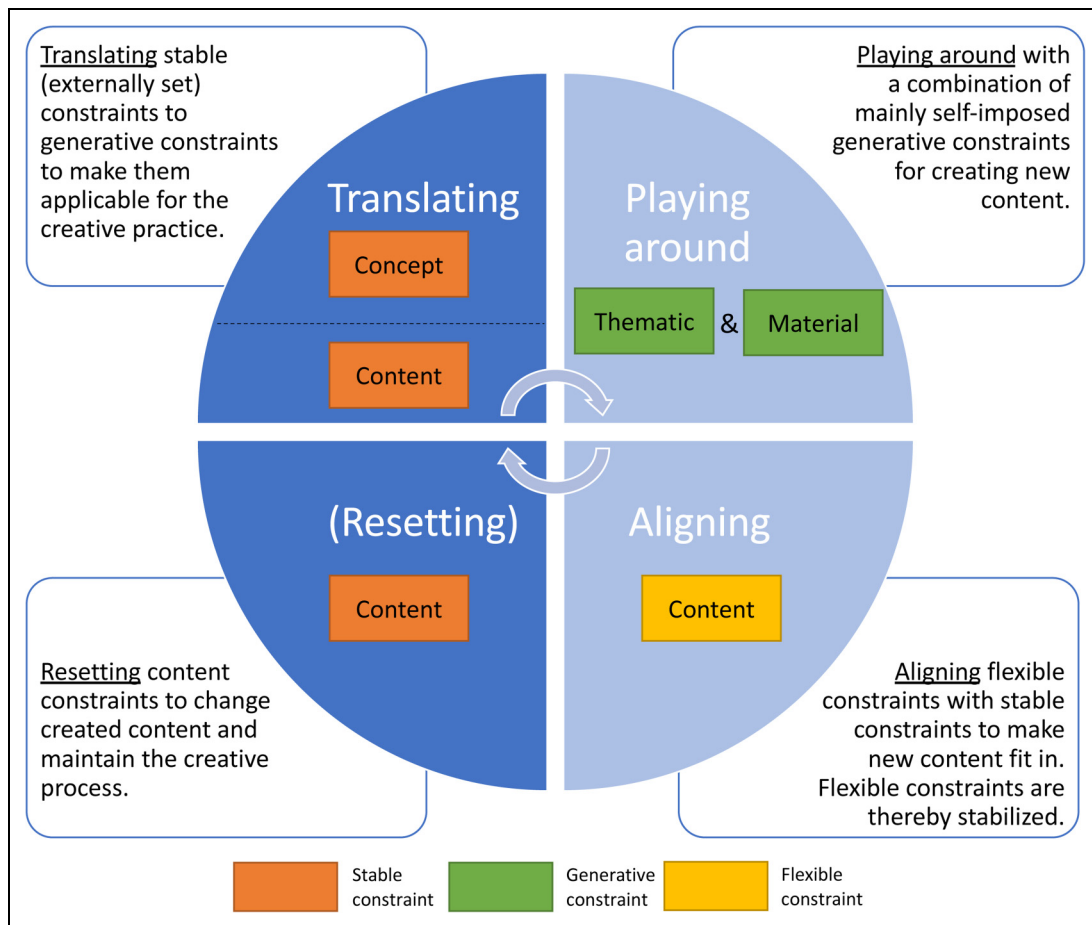 Translating stable
(externally set)
constraints to
generative constraints
to make them
applicable for the
creative practice.
Playing around with
a combination of
mainly self-imposed
generative constraints
for creating new
content.
Translating
Concept
Content
Playing
around
Thematic & Material
(Resetting)
Content
Aligning
Content
Resetting content
constraints to change
created content and
maintain the creative
process.
Aligning flexible
constraints with stable
constraints to make
new content fit in.
Flexible constraints are
thereby stabilized.
Stable
constraint
Generative
constraint
Flexible
constraint